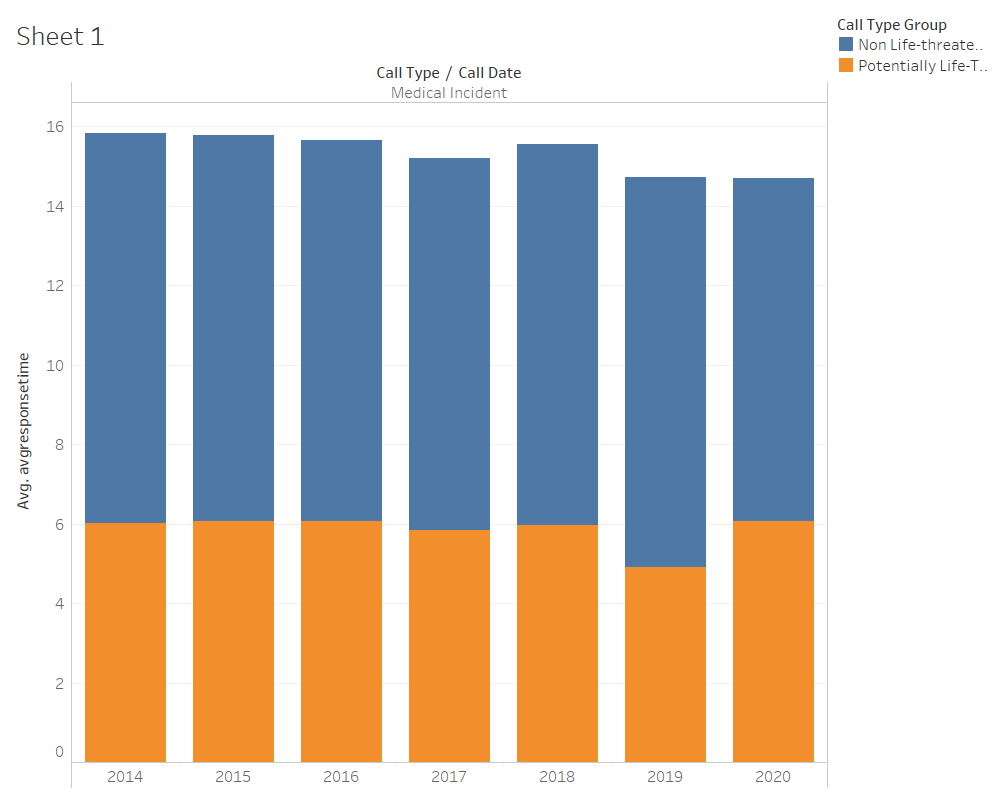 Sheet 1
Call Type / Call Date
Medical Incident
Avg. avgresponsetime
16
14
12
10
8
6
4
2
0
2014 2015 2016 2017 2018 2019 2020
Call Type Group
Non Life-threate..
Potentially Life-T..